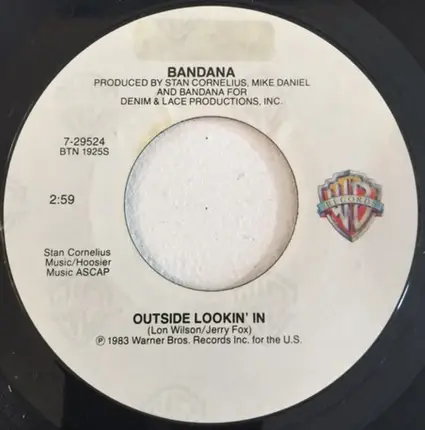 BANDANA
PRODUCED BY STAN CORNELIUS, MIKE DANIEL
AND BANDANA FOR
DENIM & LACE PRODUCTIONS, INC.
7-29524
BTN 1925S
2:59
WB
RECORDS
Stan Cornelius
Music/Hoosier
Music ASCAP
OUTSIDE LOOKIN' IN
(Lon Wilson/Jerry Fox)
℗ 1983 Warner Bros. Records Inc. for the U.S.